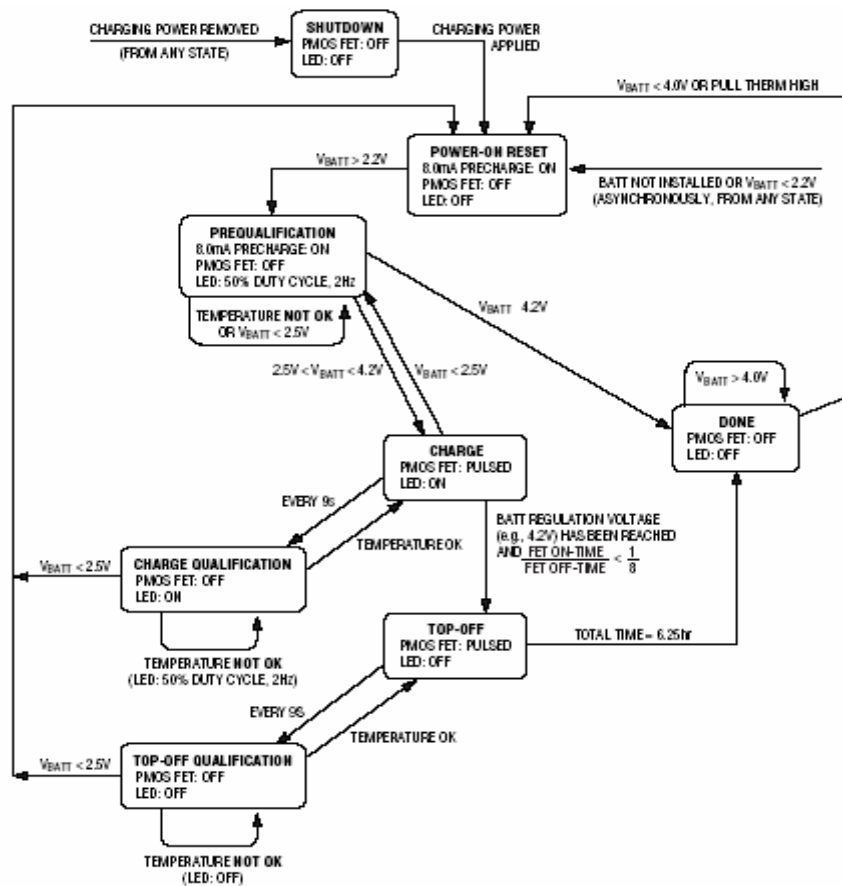 CHARGING POWER REMOVED
(FROM ANY STATE)
SHUTDOWN
PMOS FET: OFF
LED: OFF
CHARGING POWER
APPLIED
VBATT < 4.0V OR PULL THERM HIGH
POWER-ON RESET
8.0mA PRECHARGE: ON
PMOS FET: OFF
LED: OFF
VBATT > 2.2V
BATT NOT INSTALLED OR VBATT < 2.2V
(ASYNCHRONOUSLY, FROM ANY STATE)
PREQUALIFICATION
8.0mA PRECHARGE: ON
PMOS FET: OFF
LED: 50% DUTY CYCLE, 2Hz
TEMPERATURE NOT OK
OR VBATT < 2.5V
VBATT 4.2V
2.5V < VBATT < 4.2V
VBATT < 2.5V
VBATT > 4.0V
DONE
PMOS FET: OFF
LED: OFF
CHARGE
PMOS FET: PULSED
LED: ON
EVERY 9s
TEMPERATURE OK
BATT REGULATION VOLTAGE
(e.g., 4.2V) HAS BEEN REACHED
AND FET ON-TIME / FET OFF-TIME < 1/8
VBATT < 2.5V
CHARGE QUALIFICATION
PMOS FET: OFF
LED: ON
TEMPERATURE NOT OK
(LED: 50% DUTY CYCLE, 2Hz)
TOP-OFF
PMOS FET: PULSED
LED: OFF
TOTAL TIME = 6.25hr
EVERY 9S
TEMPERATURE OK
VBATT < 2.5V
TOP-OFF QUALIFICATION
PMOS FET: OFF
LED: OFF
TEMPERATURE NOT OK
(LED: OFF)